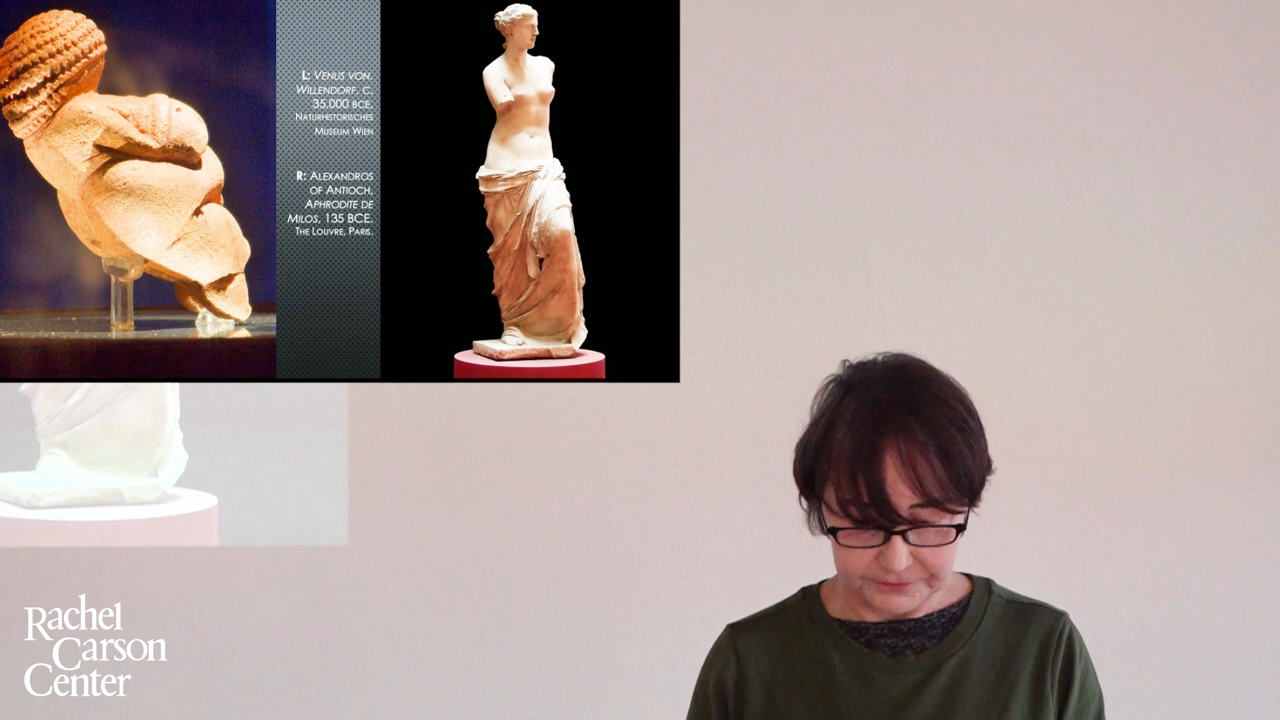 L: VENUS VON
WILLENDORF, C.
35.000 BCE,
NATURHISTORISCHES
MUSEUM WIEN
R: ALEXANDROS
OF ANTIOCH,
APHRODITE DE
MILOS, 135 BCE.
THE LOUVRE, PARIS.
Rachel
Carson
Center